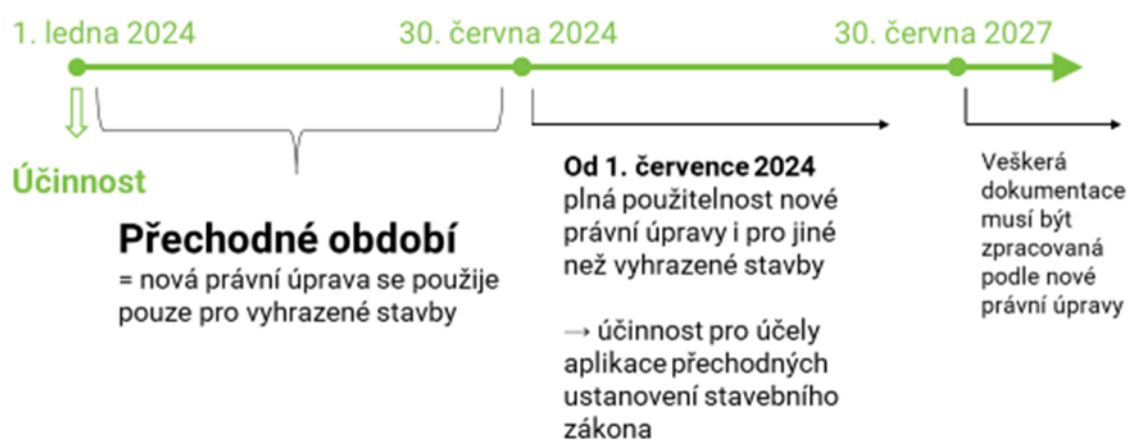 1. ledna 2024
30. června 2024
30. června 2027
Účinnost
Přechodné období
= nová právní úprava se použije
pouze pro vyhrazené stavby
Od 1. července 2024
plná použitelnost nové
právní úpravy i pro jiné
než vyhrazené stavby
→ účinnost pro účely
aplikace přechodných
ustanovení stavebního
zákona
Veškerá
dokumentace
musí být
zpracovaná
podle nové
právní úpravy